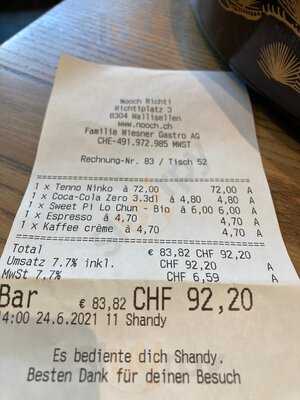 Nooch Richti
Richtiplatz 3
8304 Wallisellen
www.nooch.ch
Familie Wiesner Gastro AG
CHE-491.972.985 MWST
Rechnung-Nr. 83 / Tisch 52
1 x Tenno Ninko à 72,00 72,00 A
1 x Coca-Cola Zero 3.3dl à 4,80 4,80 A
1 x Sweet Pi Lo Chun - Bio à 6,00 6,00 A
1 x Espresso à 4,70 4,70 A
1 x Kaffee crème à 4,70 4,70 A
Total € 83,82 CHF 92,20
Umsatz 7.7% inkl. CHF 92,20 A
MwSt 7.7% CHF 6,59 A
Bar € 83,82 CHF 92,20
14:00 24.6.2021 11 Shandy
Es bediente dich Shandy.
Besten Dank für deinen Besuch